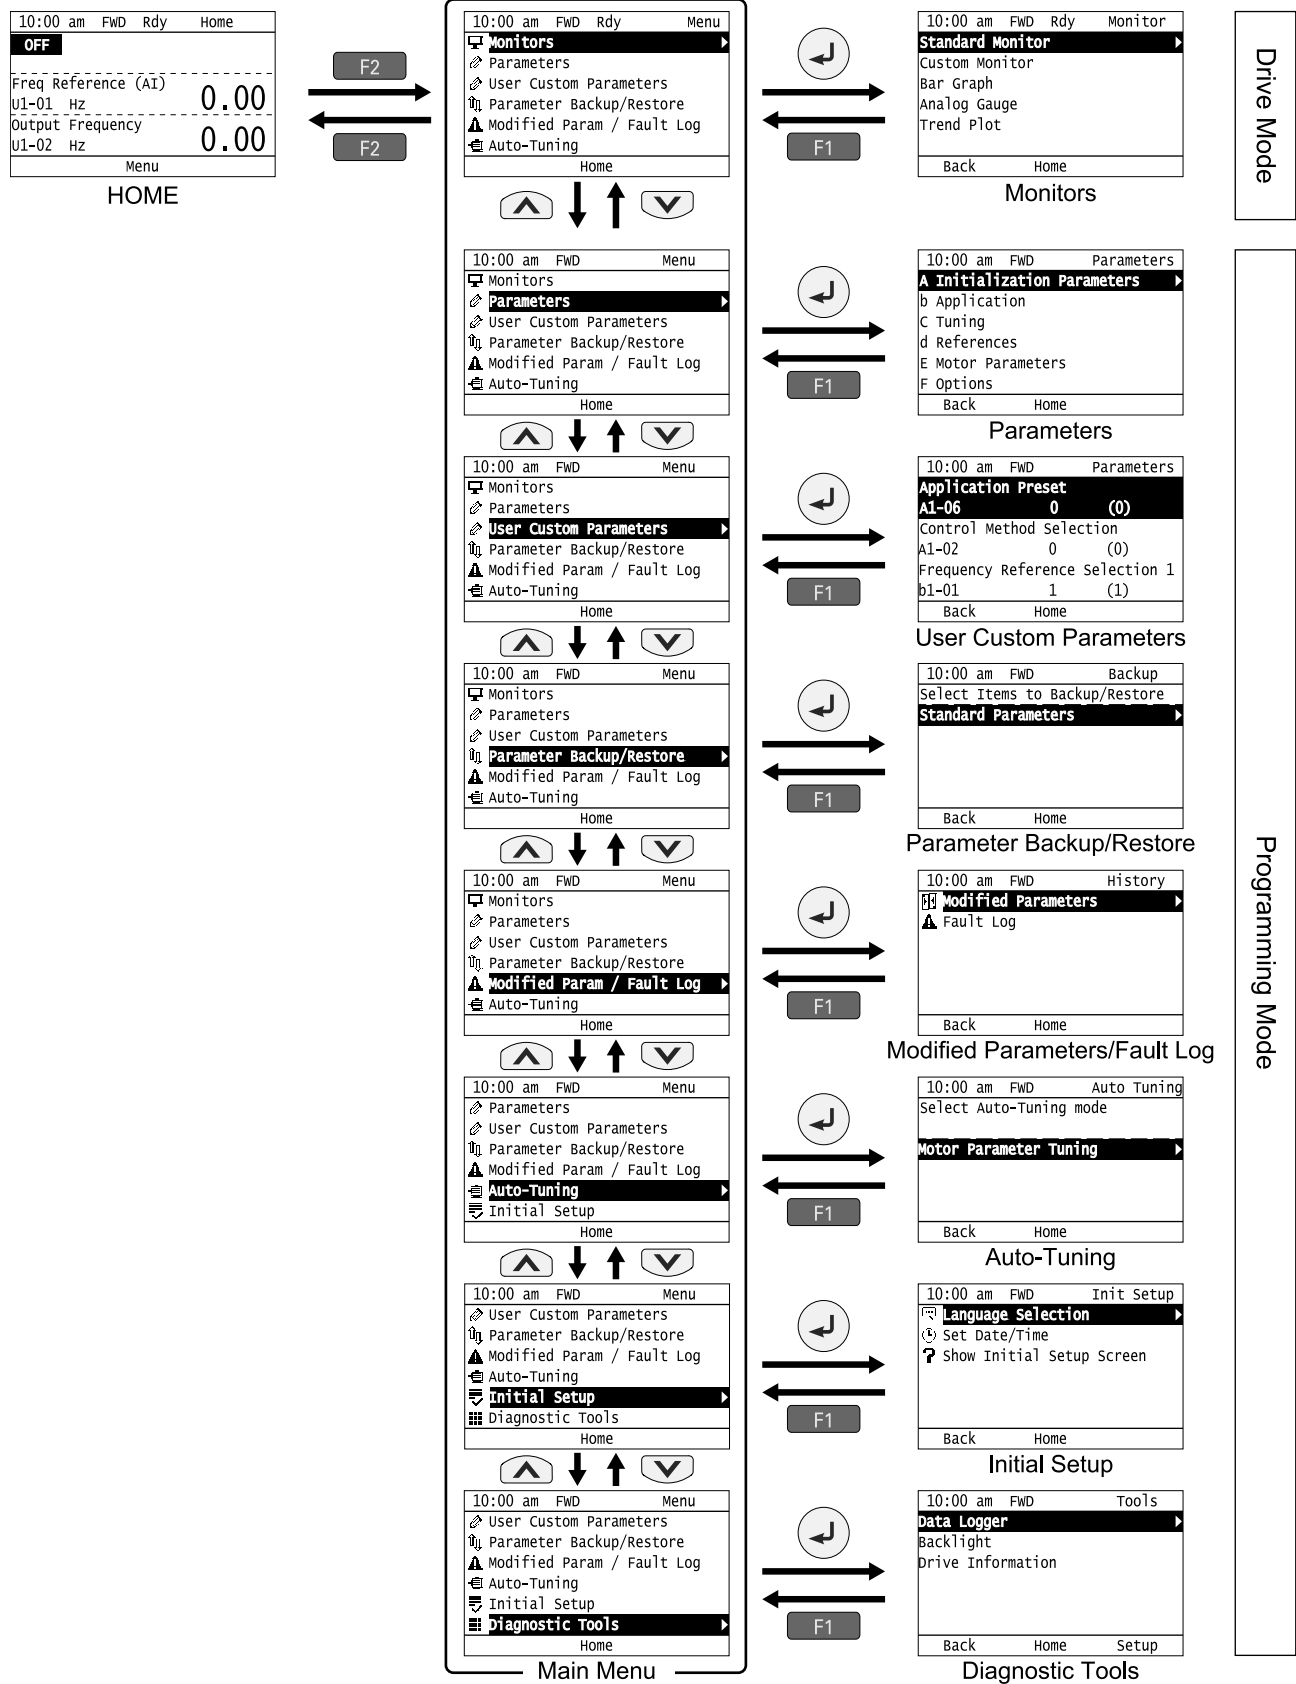 10:00 am FWD Rdy Home
OFF
Freq Reference (AI)
U1-01 Hz 0.00
Output Frequency
U1-02 Hz 0.00
Menu
HOME
F2
F2
10:00 am FWD Rdy Menu
Monitors
Parameters
User Custom Parameters
Parameter Backup/Restore
Modified Param / Fault Log
Auto-Tuning
Home
F1
10:00 am FWD Rdy Monitor
Standard Monitor
Custom Monitor
Bar Graph
Analog Gauge
Trend Plot
Back Home
Monitors
Drive Mode
10:00 am FWD Menu
Monitors
Parameters
User Custom Parameters
Parameter Backup/Restore
Modified Param / Fault Log
Auto-Tuning
Home
F1
10:00 am FWD Parameters
A Initialization Parameters
b Application
C Tuning
d References
E Motor Parameters
F Options
Back Home
Parameters
10:00 am FWD Menu
Monitors
Parameters
User Custom Parameters
Parameter Backup/Restore
Modified Param / Fault Log
Auto-Tuning
Home
F1
10:00 am FWD Parameters
Application Preset
A1-06 0 (0)
Control Method Selection
A1-02 0 (0)
Frequency Reference Selection 1
b1-01 1 (1)
Back Home
User Custom Parameters
10:00 am FWD Menu
Monitors
Parameters
User Custom Parameters
Parameter Backup/Restore
Modified Param / Fault Log
Auto-Tuning
Home
F1
10:00 am FWD Backup
Select Items to Backup/Restore
Standard Parameters
Back Home
Parameter Backup/Restore
10:00 am FWD Menu
Monitors
Parameters
User Custom Parameters
Parameter Backup/Restore
Modified Param / Fault Log
Auto-Tuning
Home
F1
10:00 am FWD History
Modified Parameters
Fault Log
Back Home
Modified Parameters/Fault Log
10:00 am FWD Menu
Parameters
User Custom Parameters
Parameter Backup/Restore
Modified Param / Fault Log
Auto-Tuning
Initial Setup
Home
F1
10:00 am FWD Auto Tuning
Select Auto-Tuning mode
Motor Parameter Tuning
Back Home
Auto-Tuning
10:00 am FWD Menu
User Custom Parameters
Parameter Backup/Restore
Modified Param / Fault Log
Auto-Tuning
Initial Setup
Diagnostic Tools
Home
F1
10:00 am FWD Init Setup
Language Selection
Set Date/Time
? Show Initial Setup Screen
Back Home
Initial Setup
10:00 am FWD Menu
User Custom Parameters
Parameter Backup/Restore
Modified Param / Fault Log
Auto-Tuning
Initial Setup
Diagnostic Tools
Home
Main Menu
F1
10:00 am FWD Tools
Data Logger
Backlight
Drive Information
Back Home Setup
Diagnostic Tools
Programming Mode